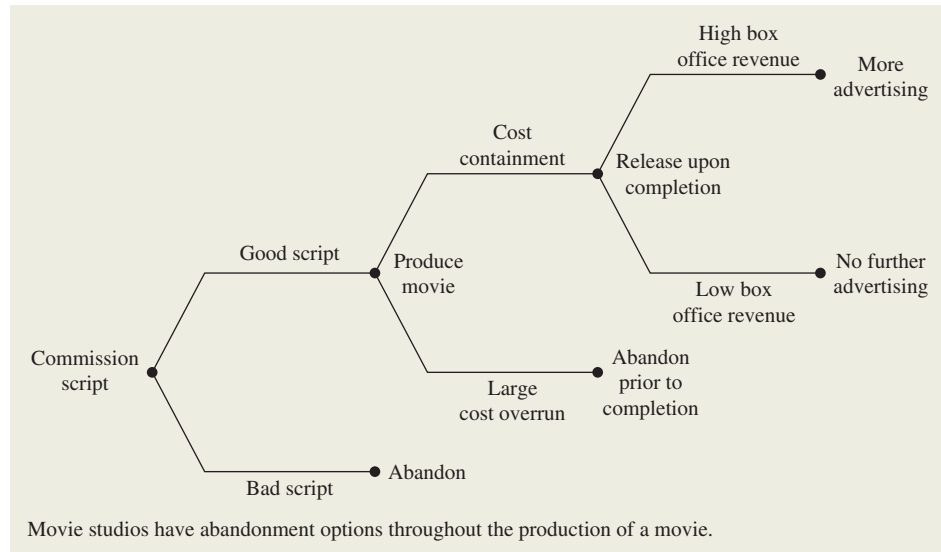 High box
office revenue
More
advertising
Cost
containment
Release upon
completion
Good script
Produce
movie
No further
advertising
Low box
office revenue
Commission
script
Abandon
prior to
completion
Large
cost overrun
Abandon
Bad script
Movie studios have abandonment options throughout the production of a movie.